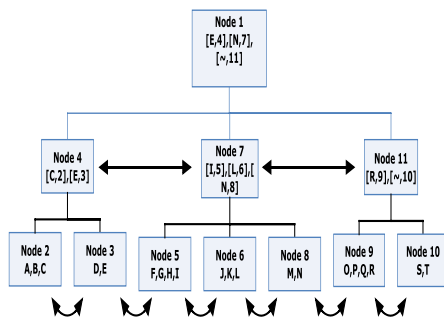 Node 1
[E,4],[N,7],
[~,11]
Node 4
[C,2],[E,3]
Node 7
[I,5],[L,6],[
N,8]
Node 11
[R,9],[~,10]
Node 2
A,B,C
Node 3
D,E
Node 5
F,G,H,I
Node 6
J,K,L
Node 8
M,N
Node 9
O,P,Q,R
Node 10
S,T